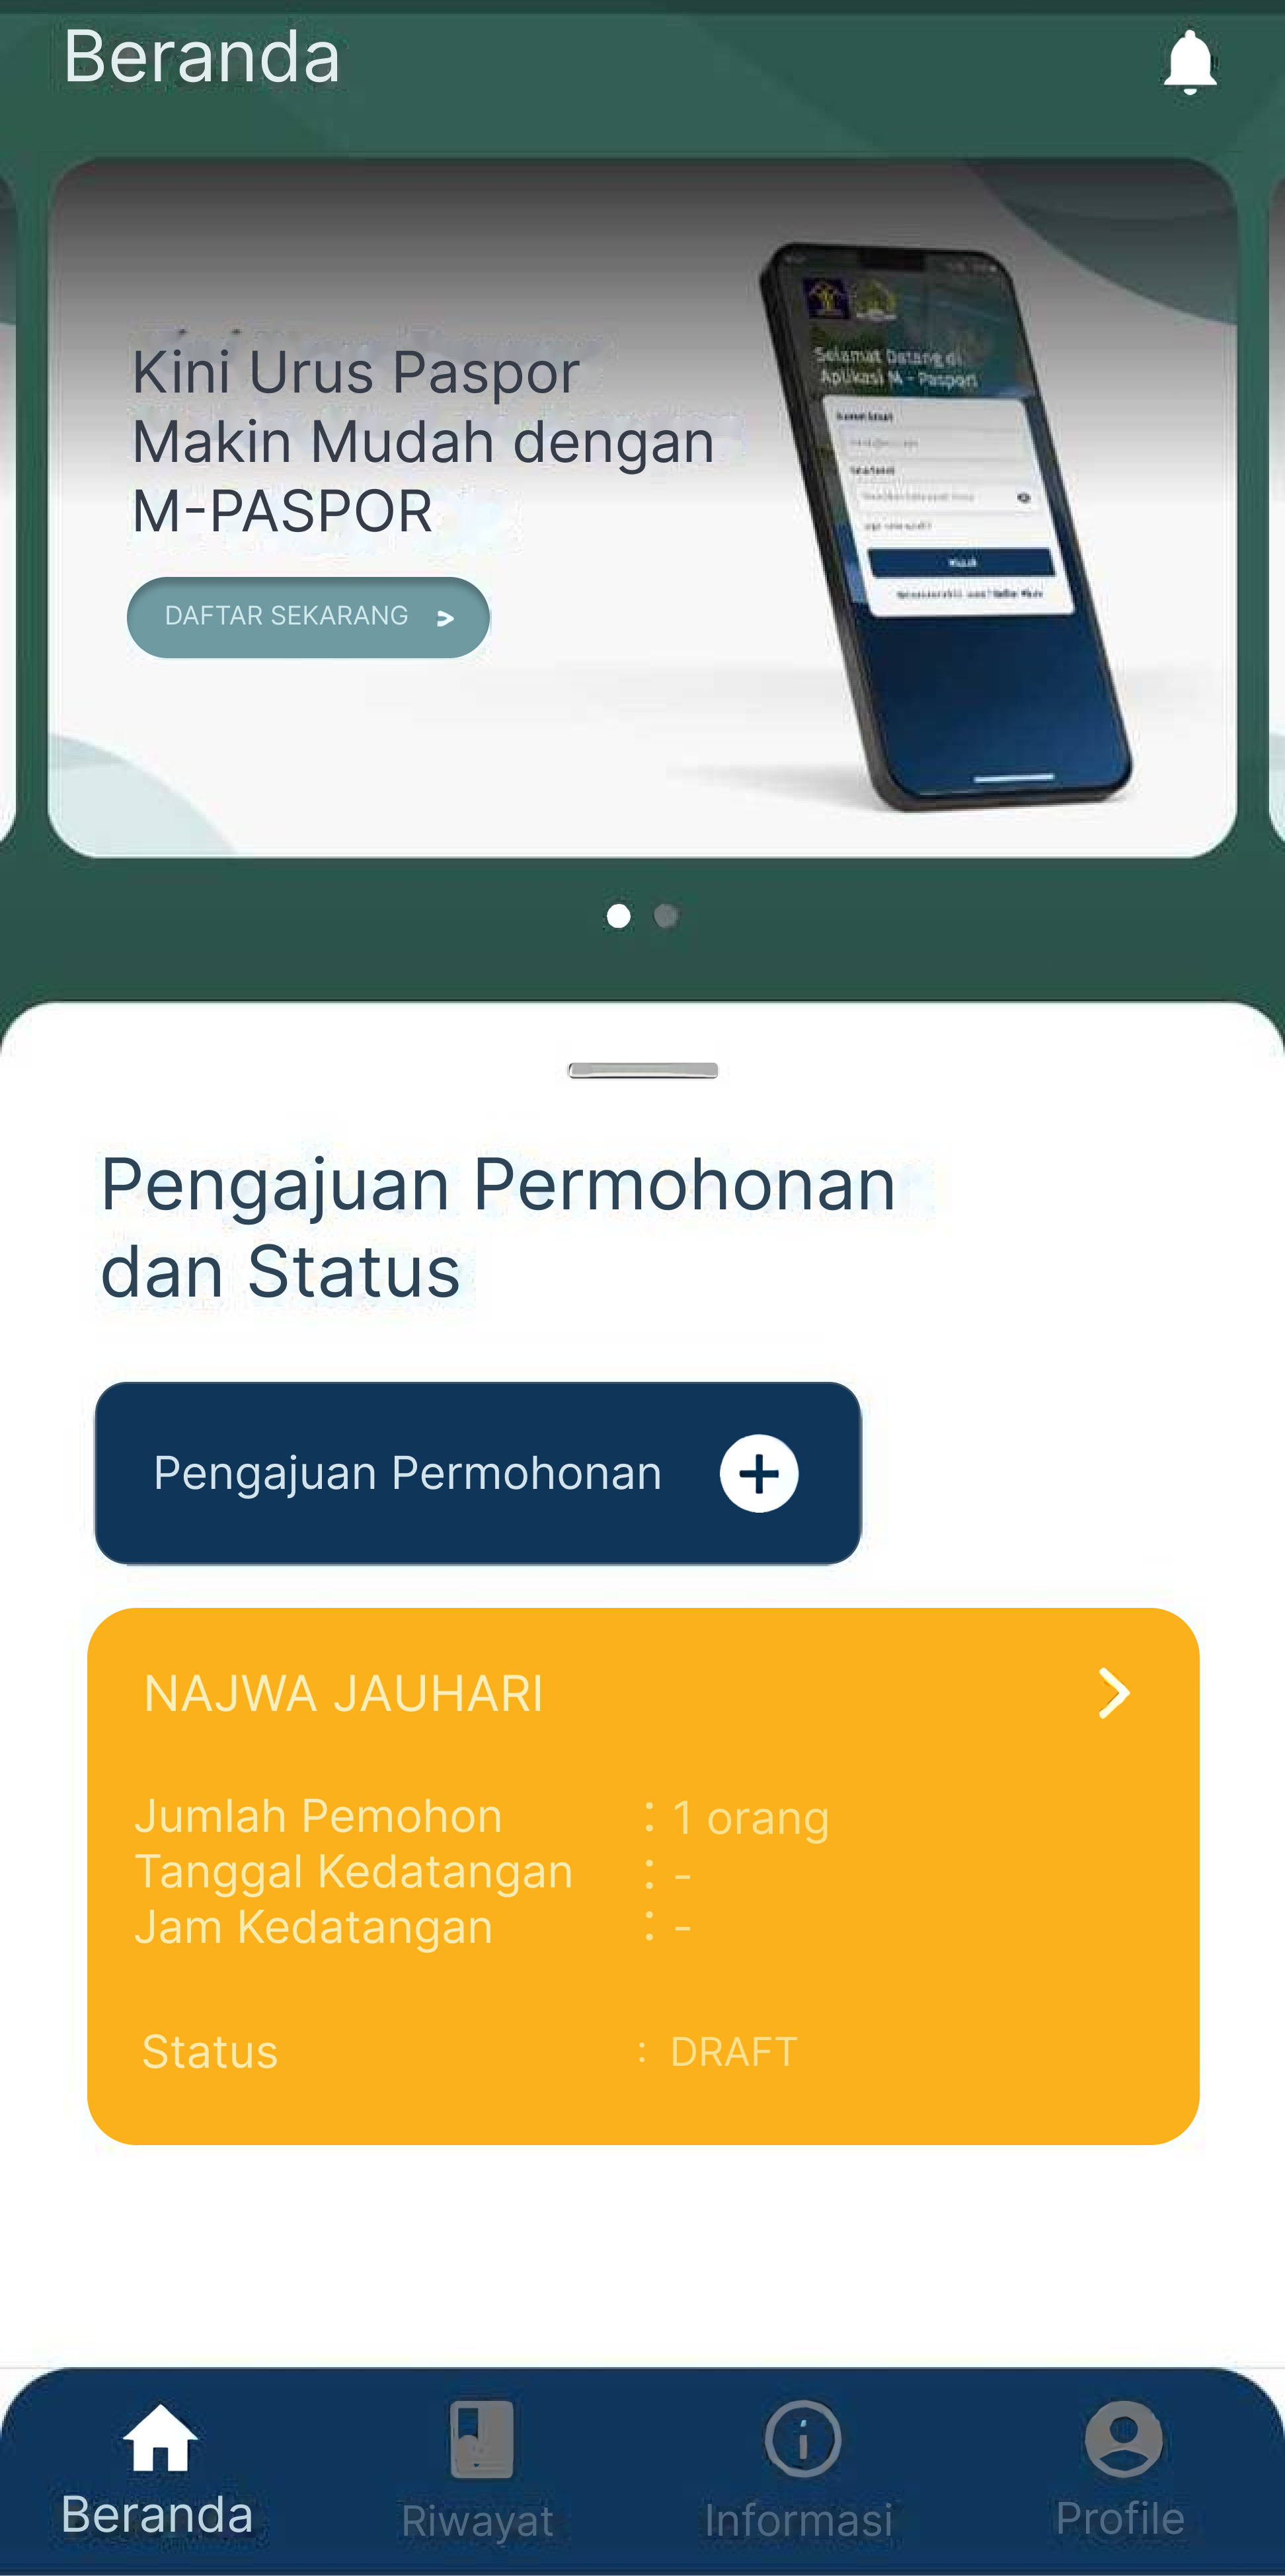 Beranda
Kini Urus Paspor
Makin Mudah dengan
M-PASPOR
DAFTAR SEKARANG >
Selamat Datang di
Aplikasi M - Paspor
Pengajuan Permohonan
dan Status
Pengajuan Permohonan
NAJWA JAUHARI
Jumlah Pemohon : 1 orang
Tanggal Kedatangan : -
Jam Kedatangan : -
Status : DRAFT
Beranda Riwayat Informasi Profile